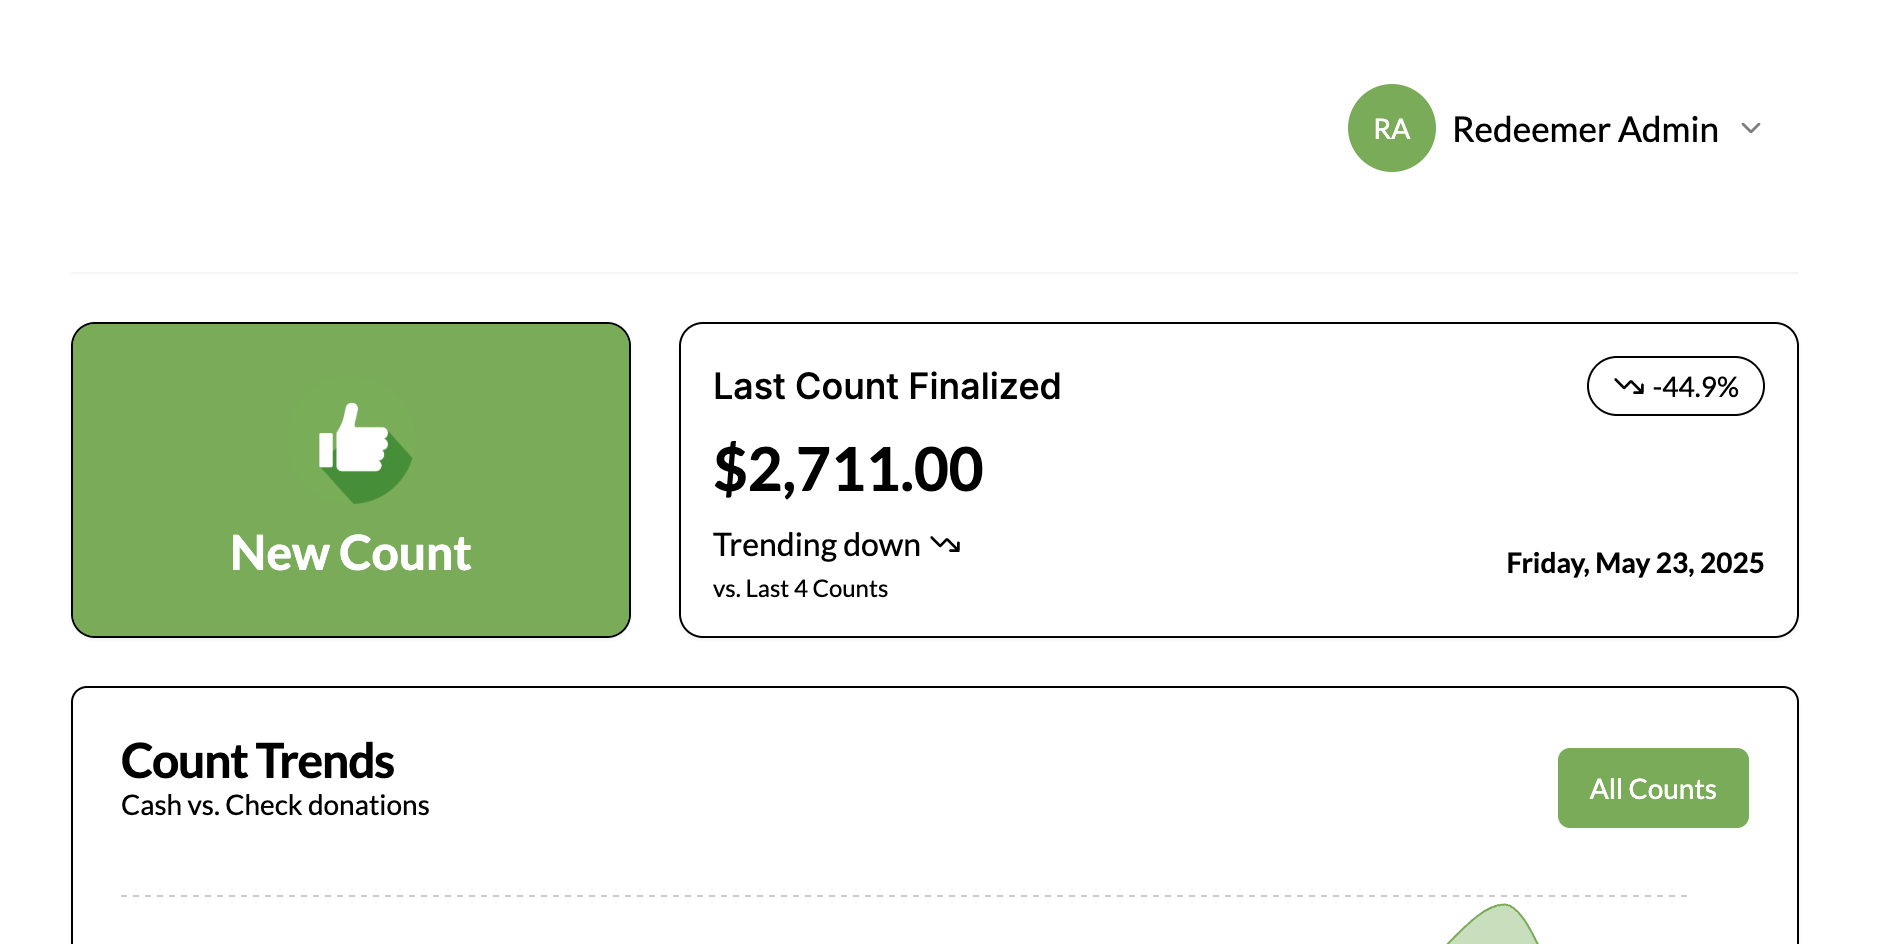 RA
Redeemer Admin
New Count
Last Count Finalized
-44.9%
$2,711.00
Trending down
vs. Last 4 Counts
Friday, May 23, 2025
Count Trends
Cash vs. Check donations
All Counts